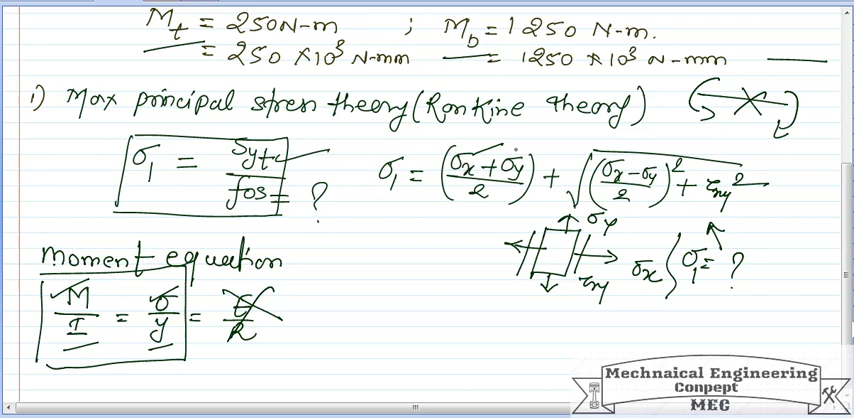 Mt = 250 N-m ; Mb = 1250 N-m.
= 250 × 10³ N-mm = 1250 × 10³ N-mm
i) Max principal stress theory (Rankine theory)
σ1 = Syt / fos = ? σ1 = (σx + σy / 2) + √((σx - σy / 2)² + τxy²
σy
τxy σx σ1 = ?
moment equation
M / I = σ / y = E / R
Mechnaical Engineering
Conpept
MEC